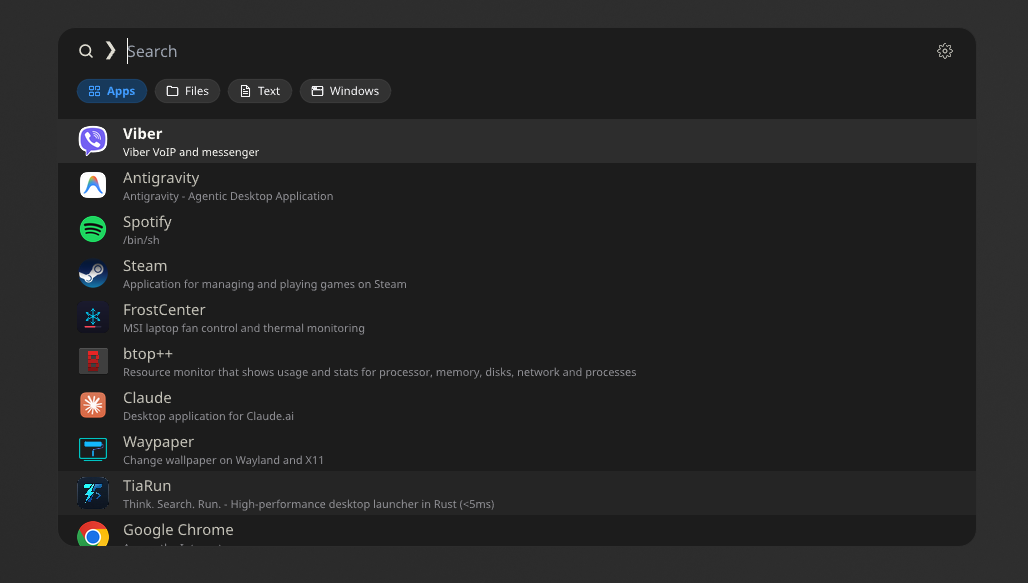 Search
Apps
Files
Text
Windows
Viber
Viber VoIP and messenger
Antigravity
Antigravity - Agentic Desktop Application
Spotify
/bin/sh
Steam
Application for managing and playing games on Steam
FrostCenter
MSI laptop fan control and thermal monitoring
btop++
Resource monitor that shows usage and stats for processor, memory, disks, network and processes
Claude
Desktop application for Claude.ai
Waypaper
Change wallpaper on Wayland and X11
TiaRun
Think. Search. Run. - High-performance desktop launcher in Rust (<5ms)
Google Chrome